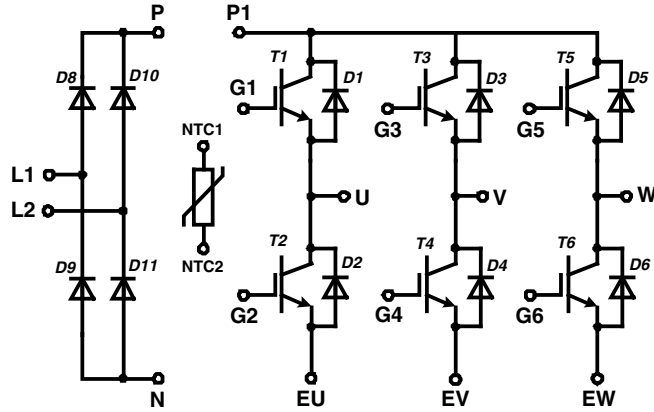 P P1
T1 T3 T5
D8 D10 D1 D3 D5
G1 G3 G5
NTC1
L1
L2 U V W
NTC2
D9 D11
T2 T4 T6
D2 D4 D6
G2 G4 G6
N EU EV EW